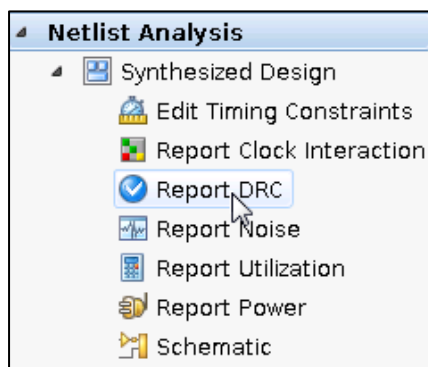 Netlist Analysis
Synthesized Design
Edit Timing Constraints
Report Clock Interaction
Report DRC
Report Noise
Report Utilization
Report Power
Schematic